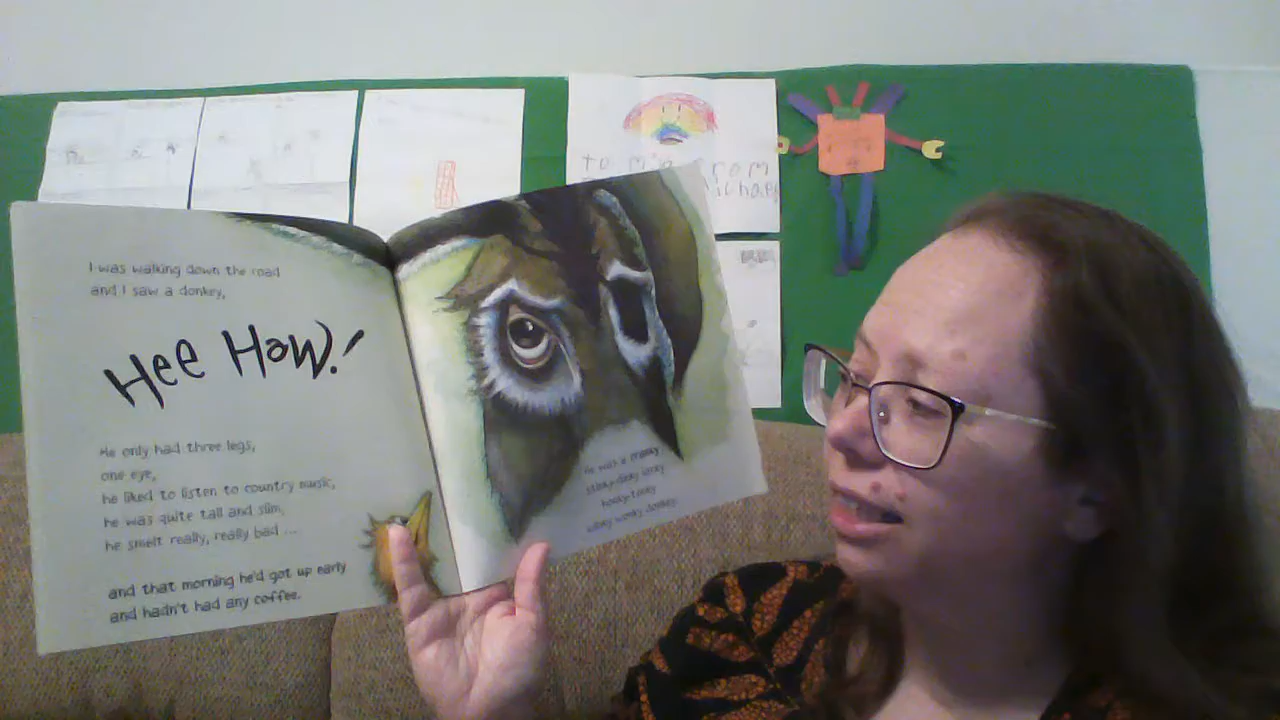 I was walking down the road
and I saw a donkey,
HEE HAW!
He only had three legs,
one eye,
he liked to listen to country music,
he was quite tall and slim,
he smelt really, really bad ...
and that morning he'd got up early
and hadn't had any coffee.
He was a cranky
stinky-dinky lanky
honky-tonky
winky wonky donkey.
to
rom